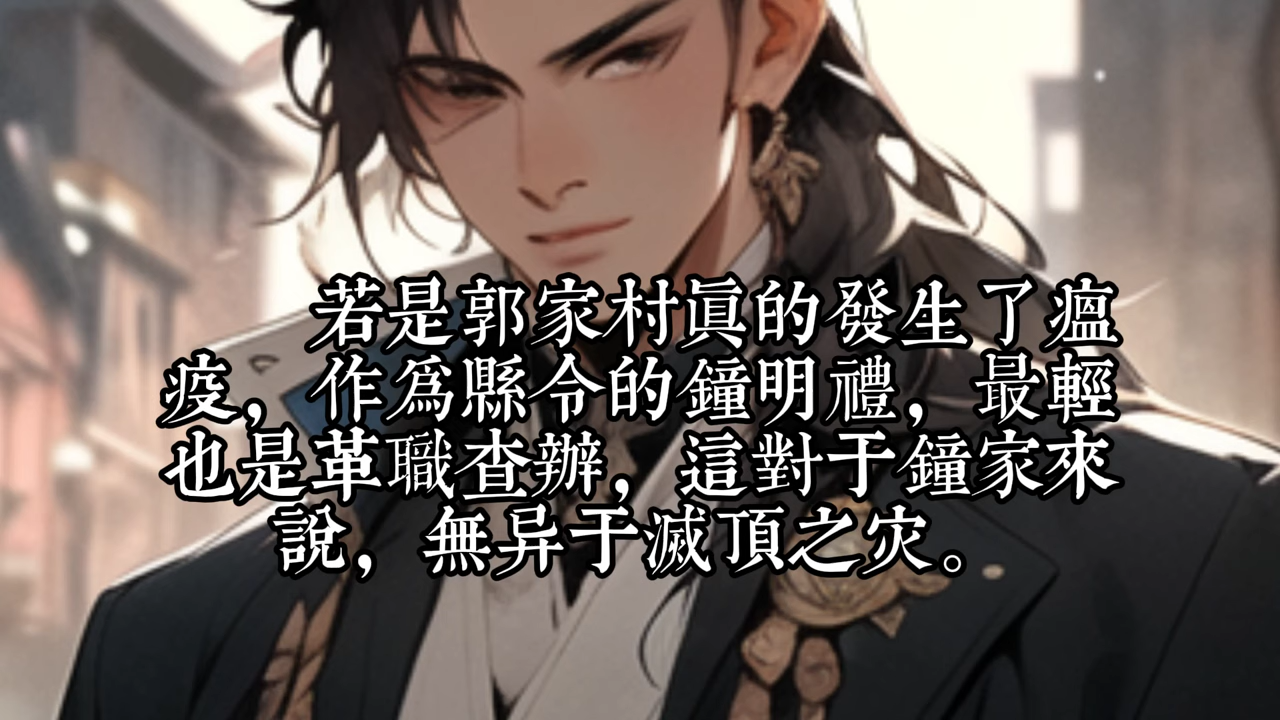 若是郭家村眞的發生了瘟
疫，作爲縣令的鐘明禮，最輕
也是革職查辦，這對于鐘家來
說，無异于滅頂之灾。